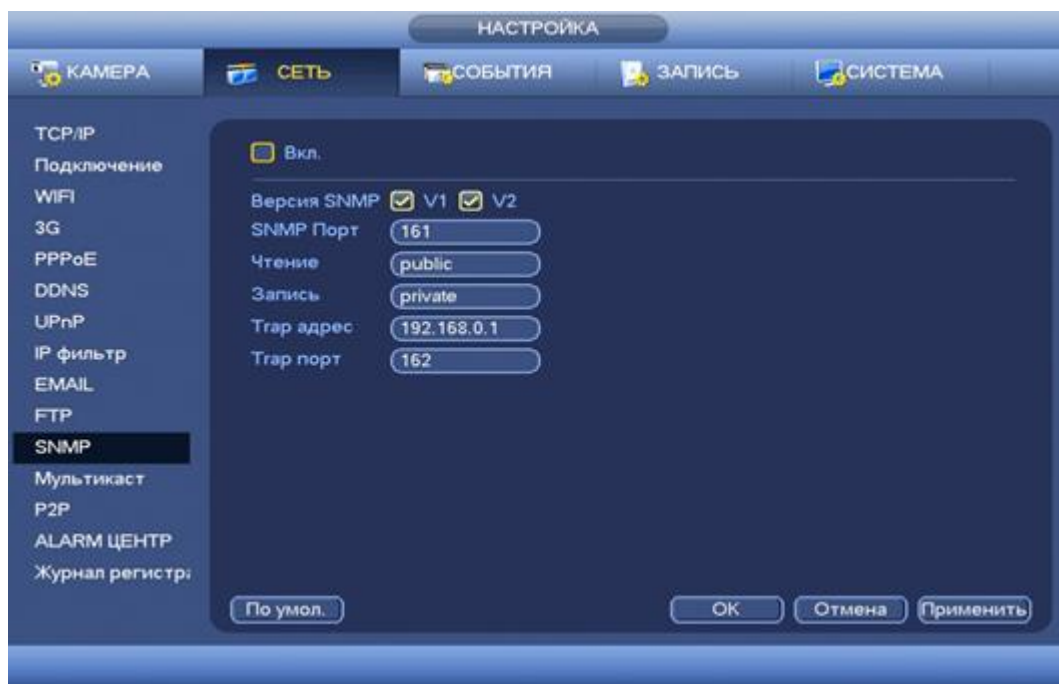 НАСТРОЙКА
КАМЕРА СЕТЬ СОБЫТИЯ ЗАПИСЬ СИСТЕМА
TCP/IP
Подключение
WIFI
3G
PPPoE
DDNS
UPnP
IP фильтр
EMAIL
FTP
SNMP
Мультикаст
P2P
ALARM ЦЕНТР
Журнал регистра
Вкл.
Версия SNMP V1 V2
SNMP Порт 161
Чтение public
Запись private
Trap адрес 192.168.0.1
Trap порт 162
По умол. OK Отмена Применить